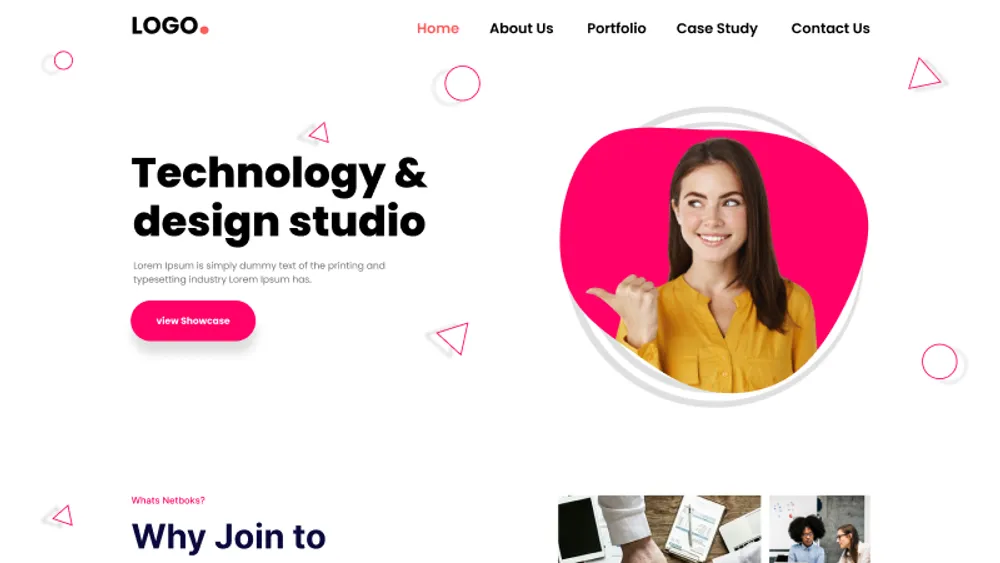 LOGO.
Home About Us Portfolio Case Study Contact Us
Technology &
design studio
Lorem Ipsum is simply dummy text of the printing and
typesetting industry Lorem Ipsum has.
view Showcase
Whats Netboks?
Why Join to